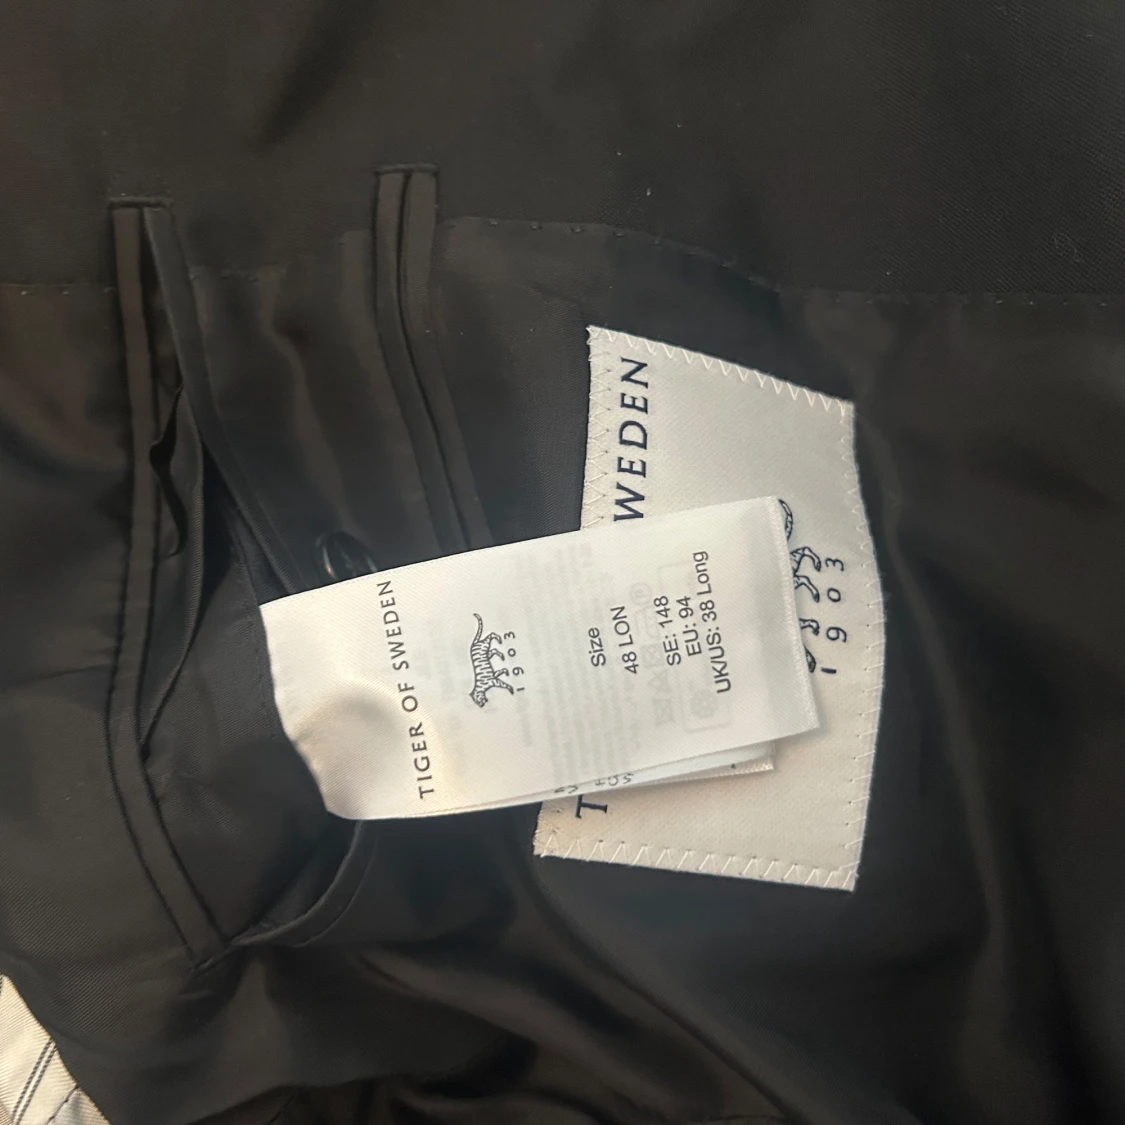 TIGER OF SWEDEN
1903
Size
48 LON
SE: 148
EU: 94
UK/US: 38 Long
WEDEN
T
1903